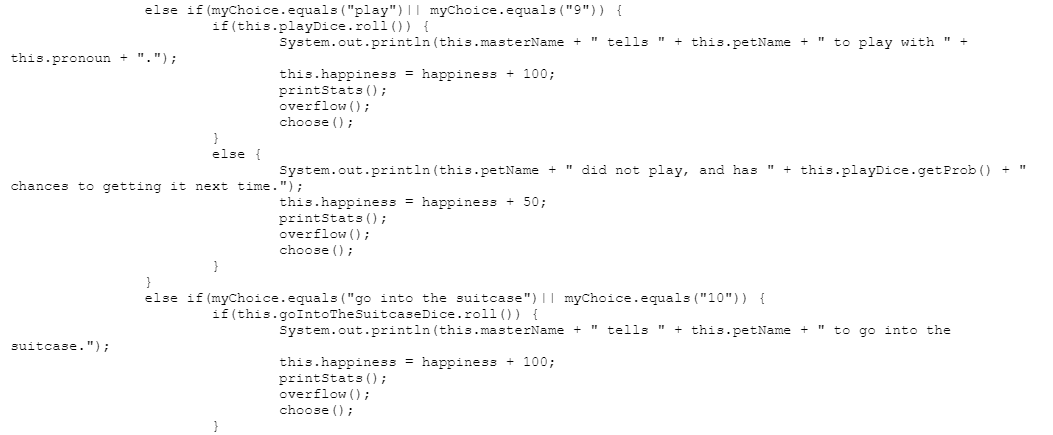 else if(myChoice.equals("play")|| myChoice.equals("9")) {
if(this.playDice.roll()) {
System.out.println(this.masterName + " tells " + this.petName + " to play with " +
this.pronoun + ".");
this.happiness = happiness + 100;
printStats();
overflow();
choose();
}
else {
System.out.println(this.petName + " did not play, and has " + this.playDice.getProb() + "
chances to getting it next time.");
this.happiness = happiness + 50;
printStats();
overflow();
choose();
}
}
else if(myChoice.equals("go into the suitcase")|| myChoice.equals("10")) {
if(this.goIntoTheSuitcaseDice.roll()) {
System.out.println(this.masterName + " tells " + this.petName + " to go into the
suitcase.");
this.happiness = happiness + 100;
printStats();
overflow();
choose();
}